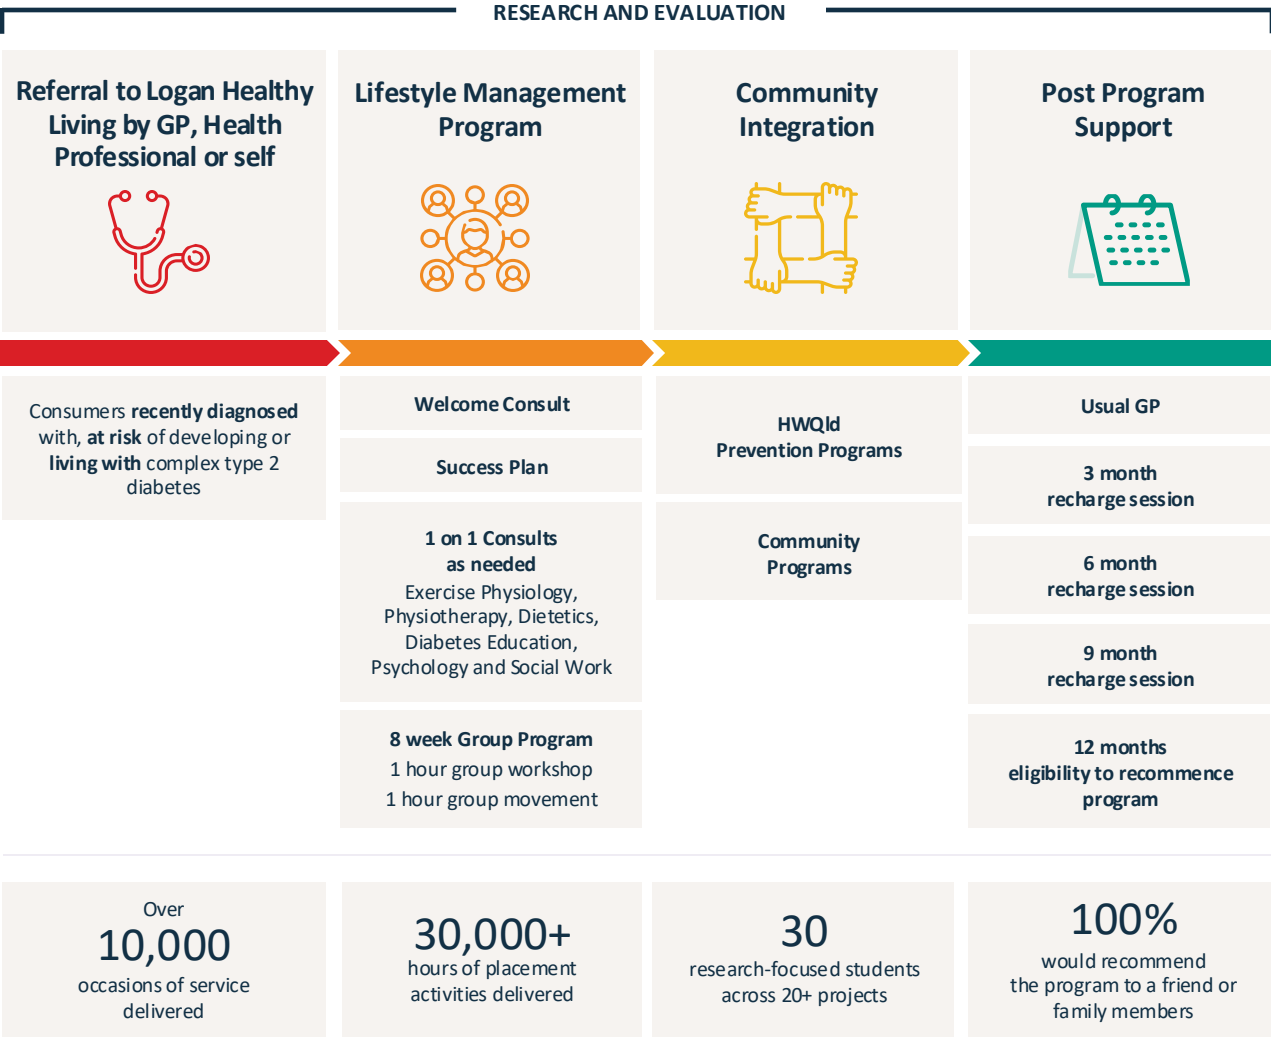 RESEARCH AND EVALUATION
Referral to Logan Healthy
Living by GP, Health
Professional or self
Lifestyle Management
Program
Community
Integration
Post Program
Support
Consumers recently diagnosed
with, at risk of developing or
living with complex type 2
diabetes
Welcome Consult
Success Plan
1 on 1 Consults
as needed
Exercise Physiology,
Physiotherapy, Dietetics,
Diabetes Education,
Psychology and Social Work
8 week Group Program
1 hour group workshop
1 hour group movement
HWQld
Prevention Programs
Community
Programs
Usual GP
3 month
recharge session
6 month
recharge session
9 month
recharge session
12 months
eligibility to recommence
program
Over
10,000
occasions of service
delivered
30,000+
hours of placement
activities delivered
30
research-focused students
across 20+ projects
100%
would recommend
the program to a friend or
family members